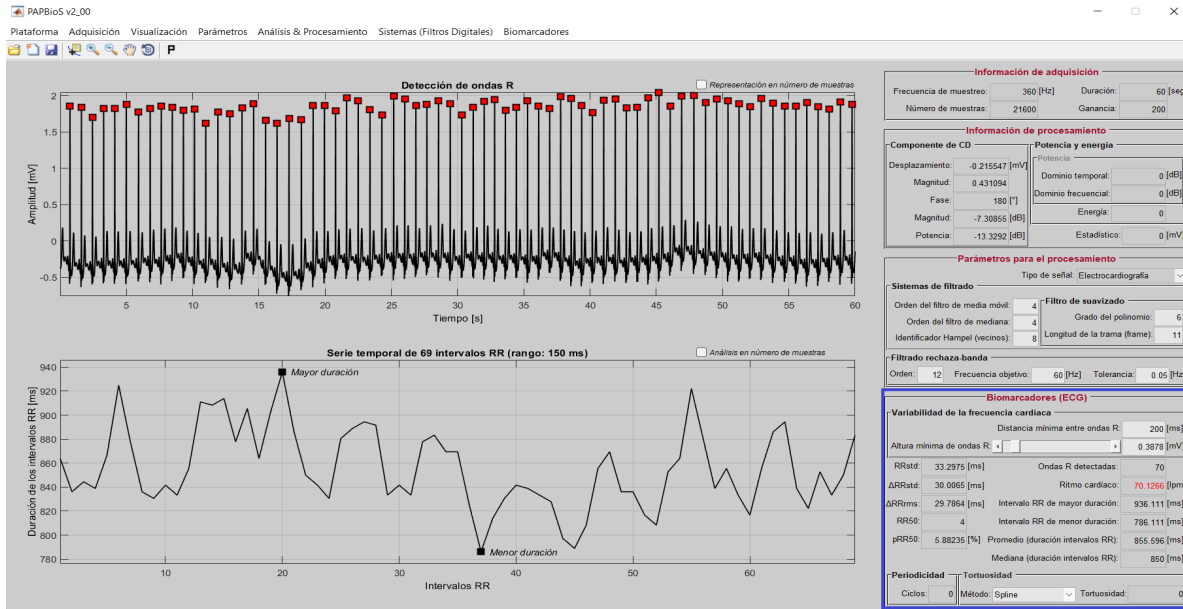 PAPBioS v2_00
Plataforma Adquisición Visualización Parámetros Análisis & Procesamiento Sistemas (Filtros Digitales) Biomarcadores
P
Detección de ondas R
Representación en número de muestras
Amplitud [mV]
2
1.5
1
0.5
0
-0.5
5 10 15 20 25 30 35 40 45 50 55 60
Tiempo [s]
Serie temporal de 69 intervalos RR (rango: 150 ms)
Análisis en número de muestras
Duración de los intervalos RR [ms]
940
920
900
880
860
840
820
800
780
Mayor duración
Menor duración
10 20 30 40 50 60
Intervalos RR
Información de adquisición
Frecuencia de muestreo: 360 [Hz] Duración: 60 [seg
Número de muestras: 21600 Ganancia: 200
Información de procesamiento
Componente de CD
Desplazamiento: -0.215547 [mV]
Magnitud: 0.431094
Fase: 180 [°]
Magnitud: -7.30855 [dB]
Potencia: -13.3292 [dB]
Potencia y energía
Potencia
Dominio temporal: 0 [dB]
Dominio frecuencial: 0 [dB]
Energía: 0
Estadístico: 0 [mV]
Parámetros para el procesamiento
Tipo de señal: Electrocardiografía
Sistemas de filtrado
Orden del filtro de media móvil: 4
Orden del filtro de mediana: 4
Identificador Hampel (vecinos): 8
Filtro de suavizado
Grado del polinomio: 6
Longitud de la trama (frame): 11
Filtrado rechaza-banda
Orden: 12 Frecuencia objetivo: 60 [Hz] Tolerancia: 0.05 [Hz
Biomarcadores (ECG)
Variabilidad de la frecuencia cardíaca
Distancia mínima entre ondas R: 200 [ms]
Altura mínima de ondas R: 0.3878 [mV]
RRstd: 33.2975 [ms] Ondas R detectadas: 70
ΔRRstd: 30.0065 [ms] Ritmo cardíaco: 70.1266 [lpm
ΔRRrms: 29.7864 [ms] Intervalo RR de mayor duración: 936.111 [ms]
RR50: 4 Intervalo RR de menor duración: 786.111 [ms]
pRR50: 5.88235 [%] Promedio (duración intervalos RR): 855.596 [ms]
Mediana (duración intervalos RR): 850 [ms]
Periodicidad
Ciclos: 0
Tortuosidad
Método: Spline Tortuosidad: 0